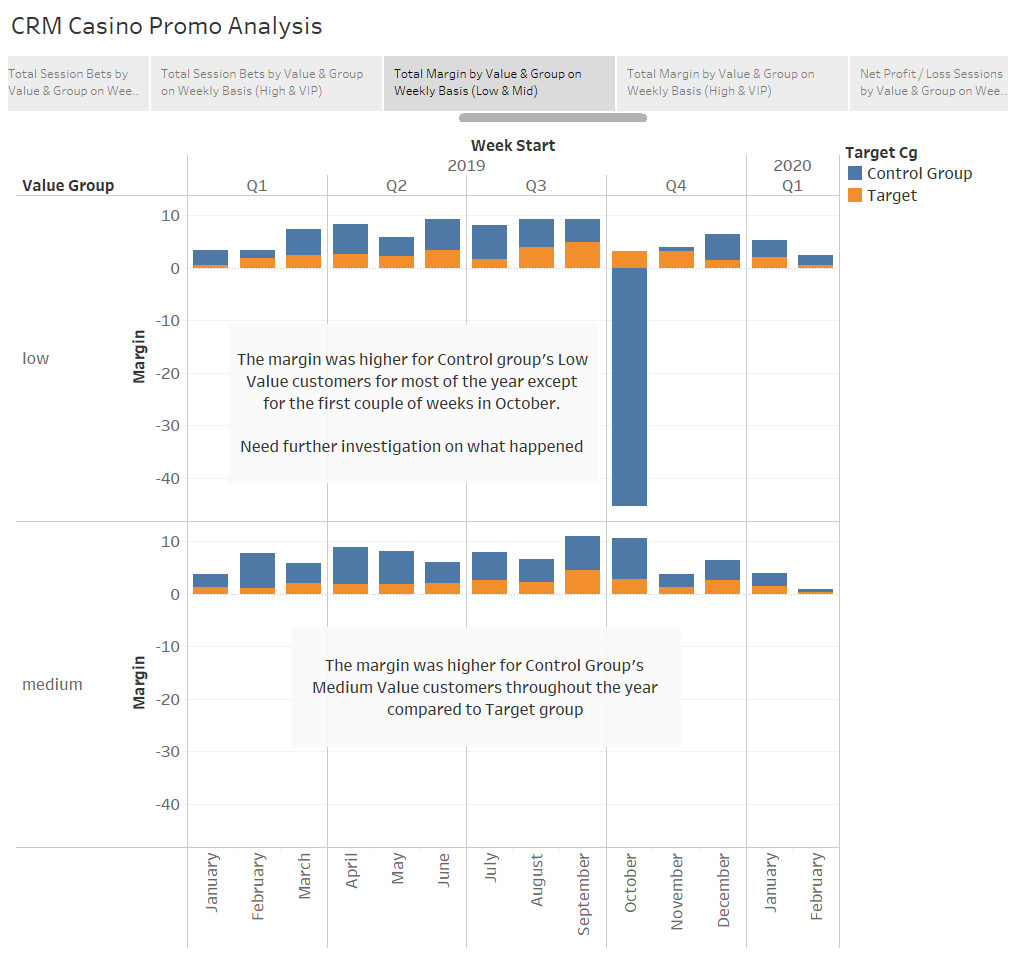 CRM Casino Promo Analysis
Total Session Bets by
Value & Group on Wee..
Total Session Bets by Value & Group
on Weekly Basis (High & VIP)
Total Margin by Value & Group on
Weekly Basis (Low & Mid)
Total Margin by Value & Group on
Weekly Basis (High & VIP)
Net Profit / Loss Sessions
by Value & Group on Wee..
Week Start
2019
2020
Value Group
Q1
Q2
Q3
Q4
Q1
Target Cg
Control Group
Target
low
Margin
10
0
-10
-20
-30
-40
The margin was higher for Control group's Low
Value customers for most of the year except
for the first couple of weeks in October.
Need further investigation on what happened
medium
Margin
10
0
-10
-20
-30
-40
The margin was higher for Control Group's
Medium Value customers throughout the year
compared to Target group
January
February
March
April
May
June
July
August
September
October
November
December
January
February